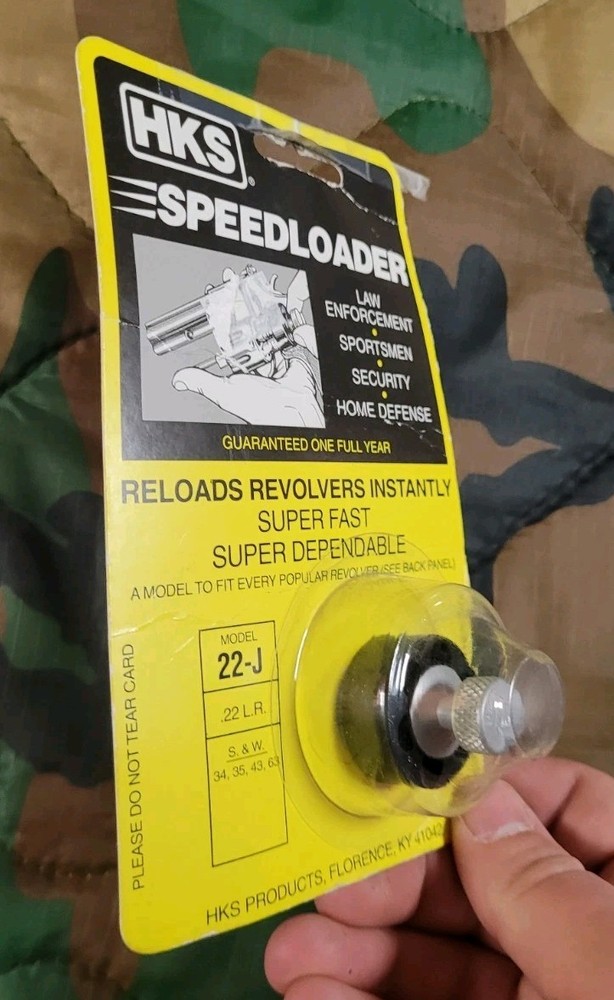 HKS®
SPEEDLOADER
LAW
ENFORCEMENT
•
SPORTSMEN
•
SECURITY
•
HOME DEFENSE
GUARANTEED ONE FULL YEAR
RELOADS REVOLVERS INSTANTLY
SUPER FAST
SUPER DEPENDABLE
A MODEL TO FIT EVERY POPULAR REVOLVER (SEE BACK PANEL)
MODEL
22-J
.22 L.R.
S. & W.
34, 35, 43, 63
PLEASE DO NOT TEAR CARD
HKS PRODUCTS, FLORENCE, KY 41042